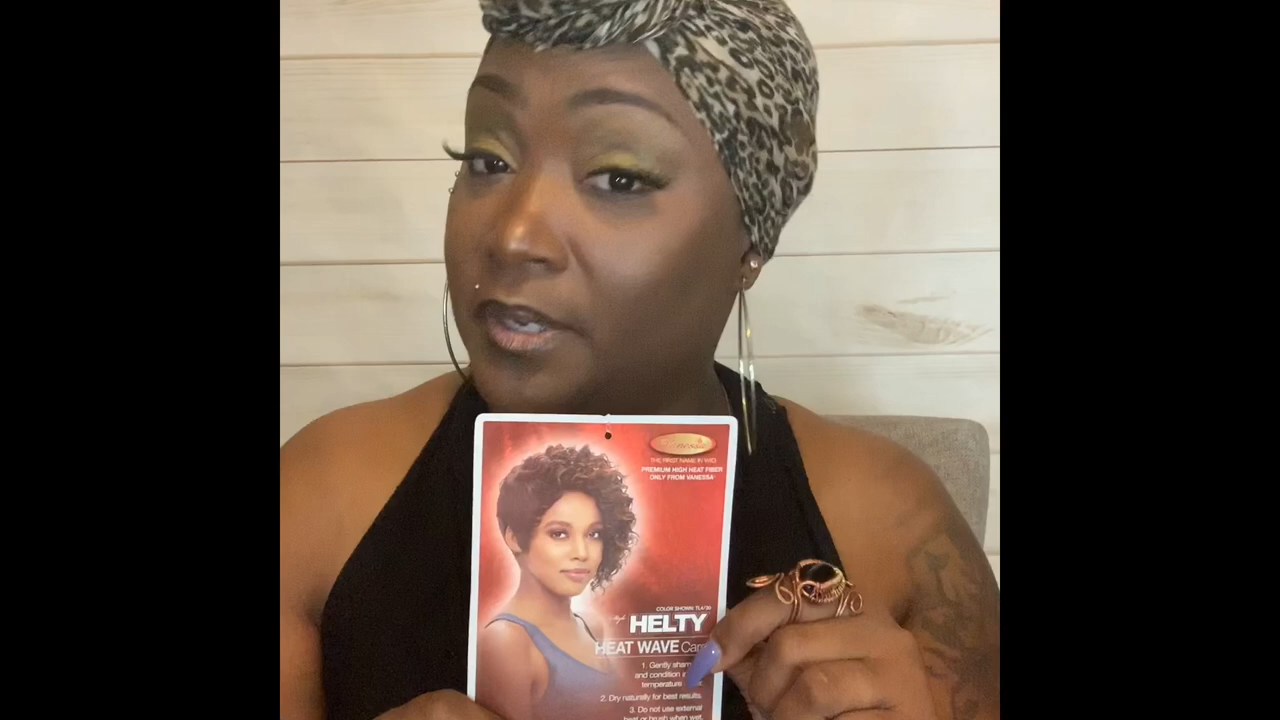 THE FIRST NAME IN WIG
PREMIUM HIGH HEAT FIBER
ONLY FROM VANESSA
COLOR SHOWN: TLA/30
Style
HELTY
HEAT WAVE
1. Gently
and condition
temperature
2. Dry naturally for best results.
3. Do not use external
heat or brush when wet.